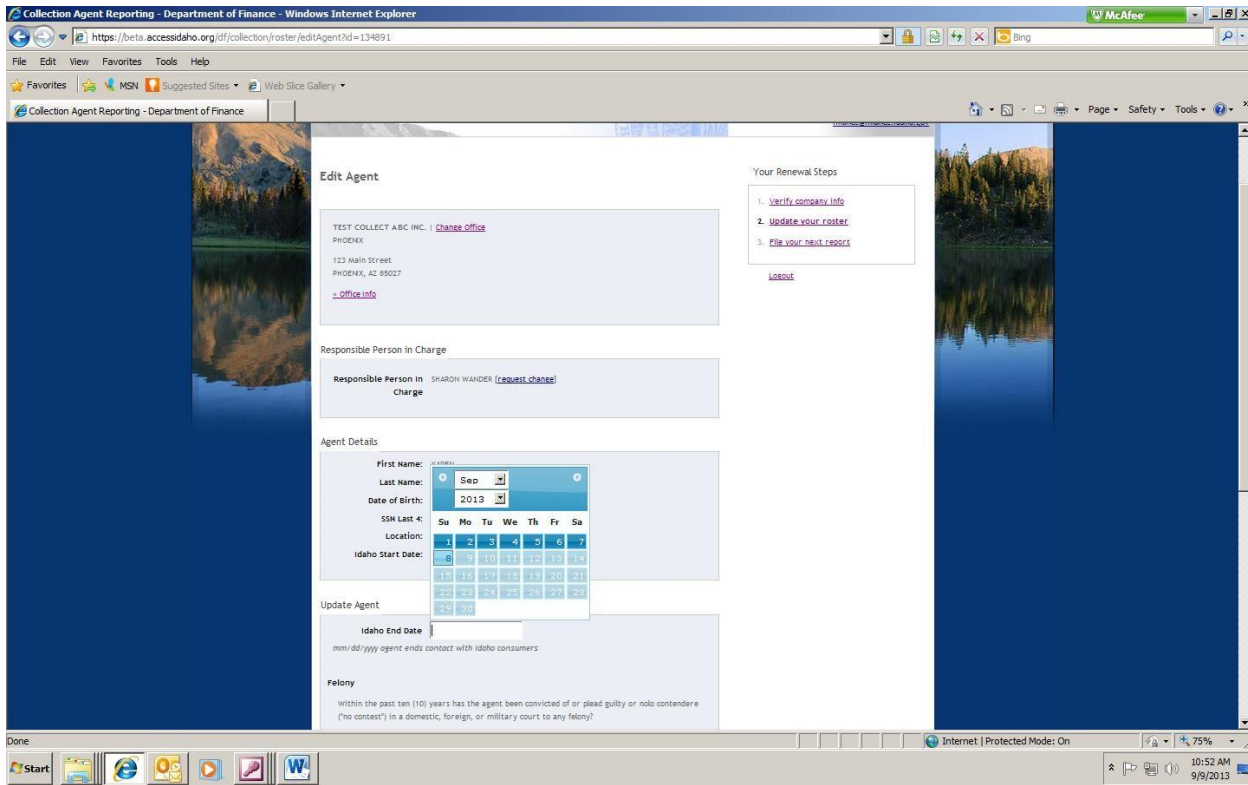 Collection Agent Reporting - Department of Finance - Windows Internet Explorer
McAfee
https://beta.accessidaho.org/df/collection/roster/editAgent?id=134891
Bing
File Edit View Favorites Tools Help
Favorites MSN Suggested Sites Web Slice Gallery
Collection Agent Reporting - Department of Finance
Page Safety Tools
Edit Agent
TEST COLLECT ABC INC. | Change Office
PHOENIX
123 Main Street
PHOENIX, AZ 85027
« Office Info
Your Renewal Steps
1. Verify company info
2. Update your roster
3. File your next report
Logout
Responsible Person in Charge
Responsible Person In Charge SHARON WANDER [request change]
Agent Details
First Name:
Last Name:
Date of Birth:
SSN Last 4:
Location:
Idaho Start Date:
Sep
2013
Su Mo Tu We Th Fr Sa
1 2 3 4 5 6 7
8 9 10 11 12 13 14
15 16 17 18 19 20 21
22 23 24 25 26 27 28
29 30
Update Agent
Idaho End Date
mm/dd/yyyy agent ends contact with Idaho consumers
Felony
Within the past ten (10) years has the agent been convicted of or plead guilty or nolo contendere
("no contest") in a domestic, foreign, or military court to any felony?
Done
Internet | Protected Mode: On
75%
Start
10:52 AM
9/9/2013